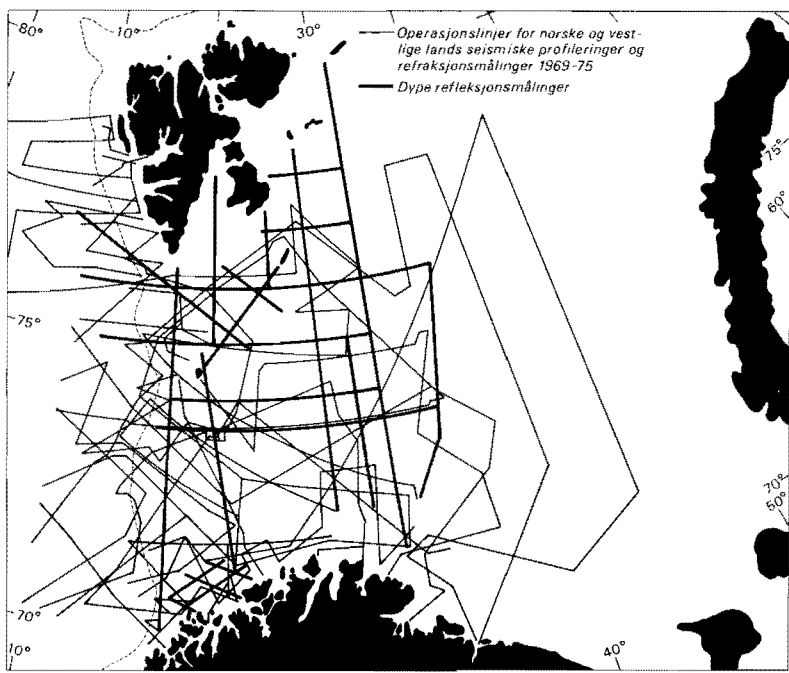 80°
10°
30°
Operasjonslinjer for norske og vest-
lige lands seismiske profileringer og
refraksjonsmålinger 1969-75
Dype refleksjonsmålinger
75°
60°
75°
70°
50°
70°
10°
40°